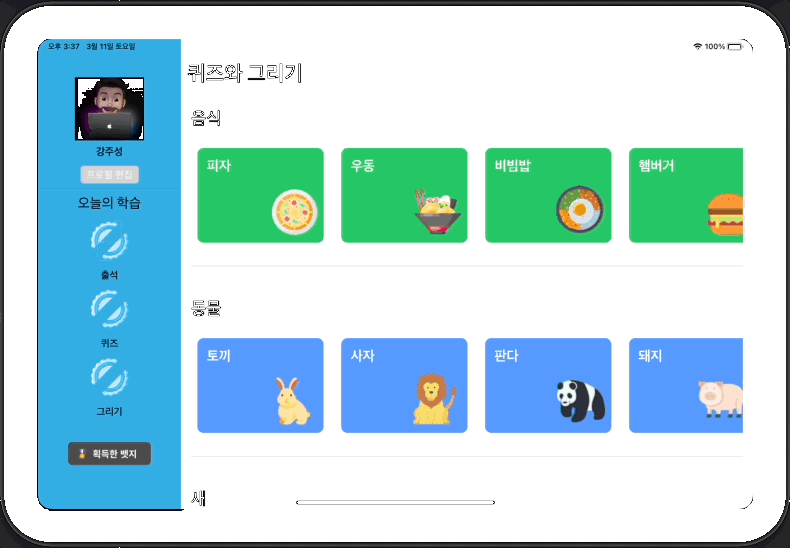 오후 3:37 3월 11일 토요일
100%
강주성
프로필 편집
오늘의 학습
출석
퀴즈
그리기
획득한 뱃지
퀴즈와 그리기
음식
피자
우동
비빔밥
햄버거
동물
토끼
사자
판다
돼지
새